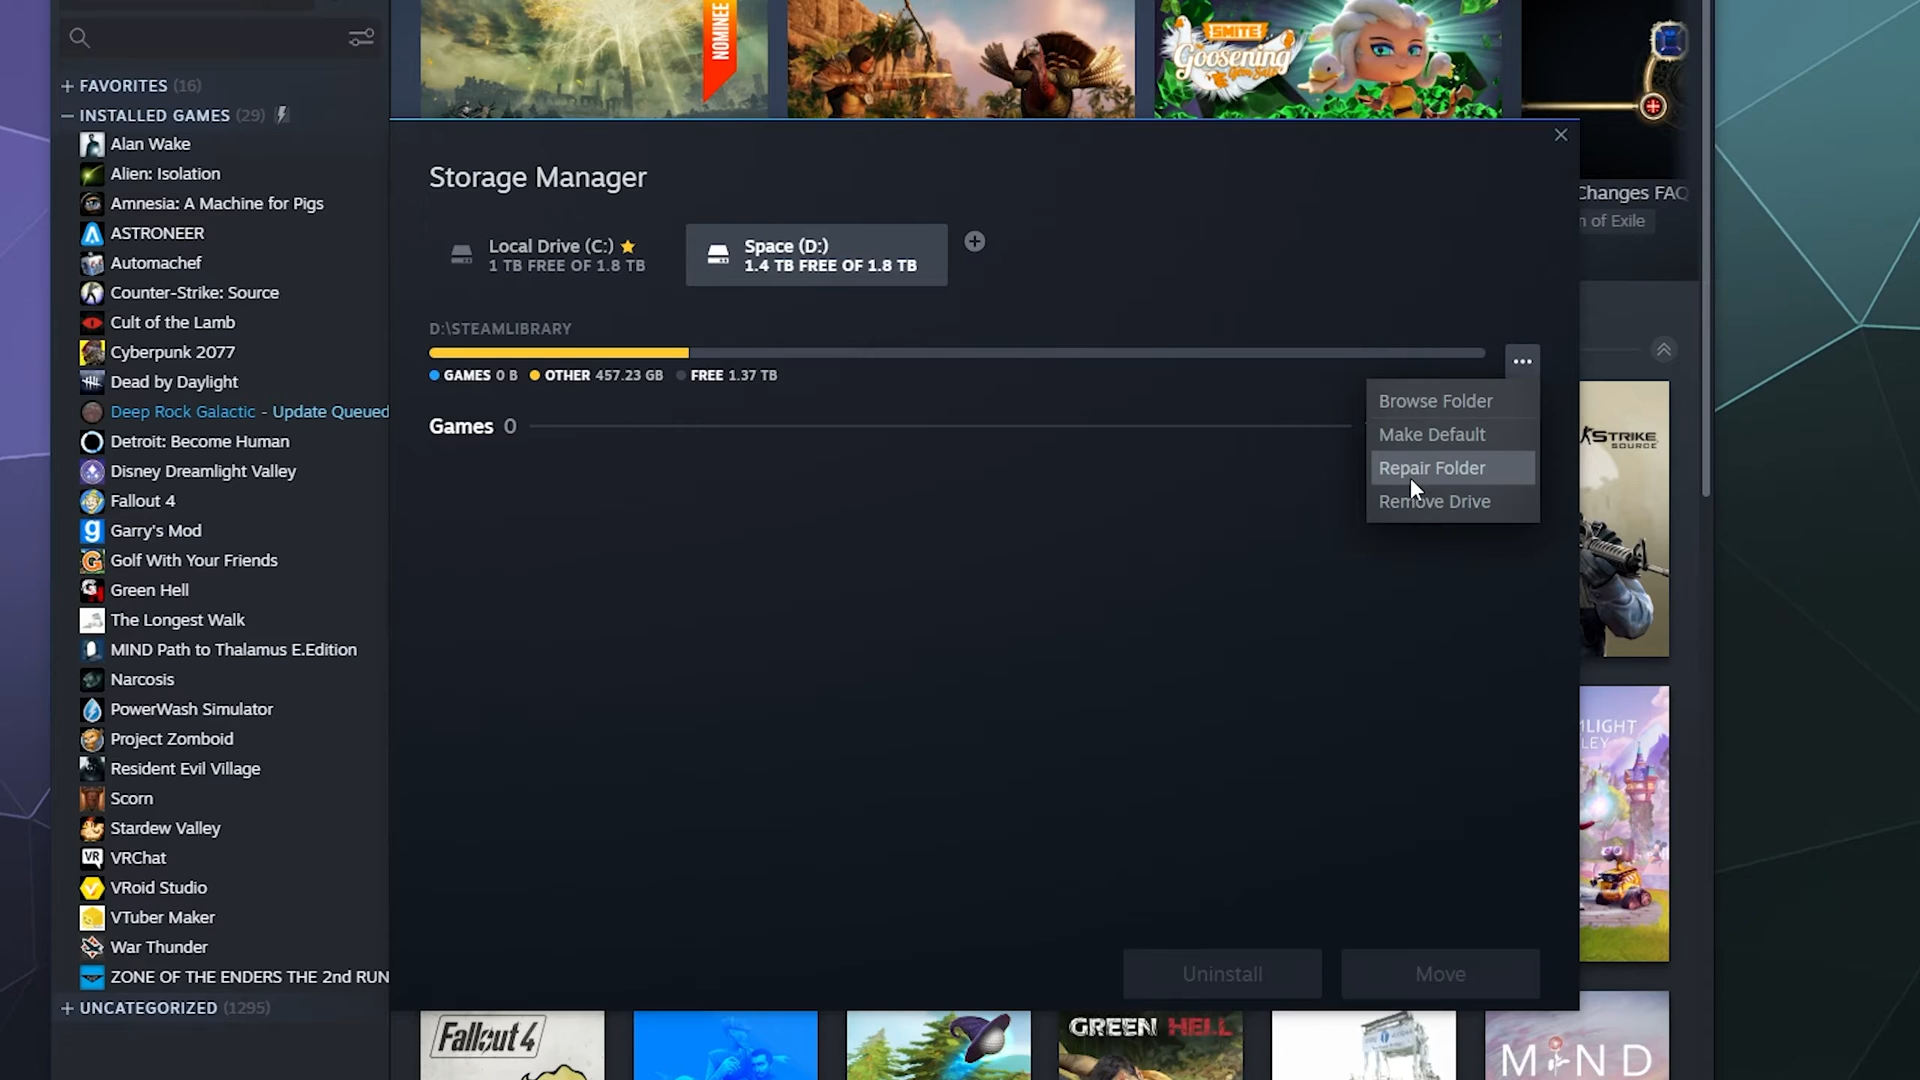 NOMINEE
SMITE
Goosening
FAVORITES (16)
INSTALLED GAMES (29)
Alan Wake
Alien: Isolation
Amnesia: A Machine for Pigs
ASTRONEER
Automachef
Counter-Strike: Source
Cult of the Lamb
Cyberpunk 2077
Dead by Daylight
Deep Rock Galactic - Update Queued
Detroit: Become Human
Disney Dreamlight Valley
Fallout 4
Garry's Mod
Golf With Your Friends
Green Hell
The Longest Walk
MIND Path to Thalamus E.Edition
Narcosis
PowerWash Simulator
Project Zomboid
Resident Evil Village
Scorn
Stardew Valley
VRChat
VRoid Studio
VTuber Maker
War Thunder
ZONE OF THE ENDERS THE 2nd RUN
UNCATEGORIZED (1295)
Storage Manager
Local Drive (C:)
1 TB FREE OF 1.8 TB
Space (D:)
1.4 TB FREE OF 1.8 TB
D:\STEAMLIBRARY
GAMES 0 B OTHER 457.23 GB FREE 1.37 TB
Games 0
Browse Folder
Make Default
Repair Folder
Remove Drive
Uninstall
Move
Changes FAQ
of Exile
STRIKE
SOURCE
LIGHT
LEY
Fallout 4
GREEN HELL
MIND